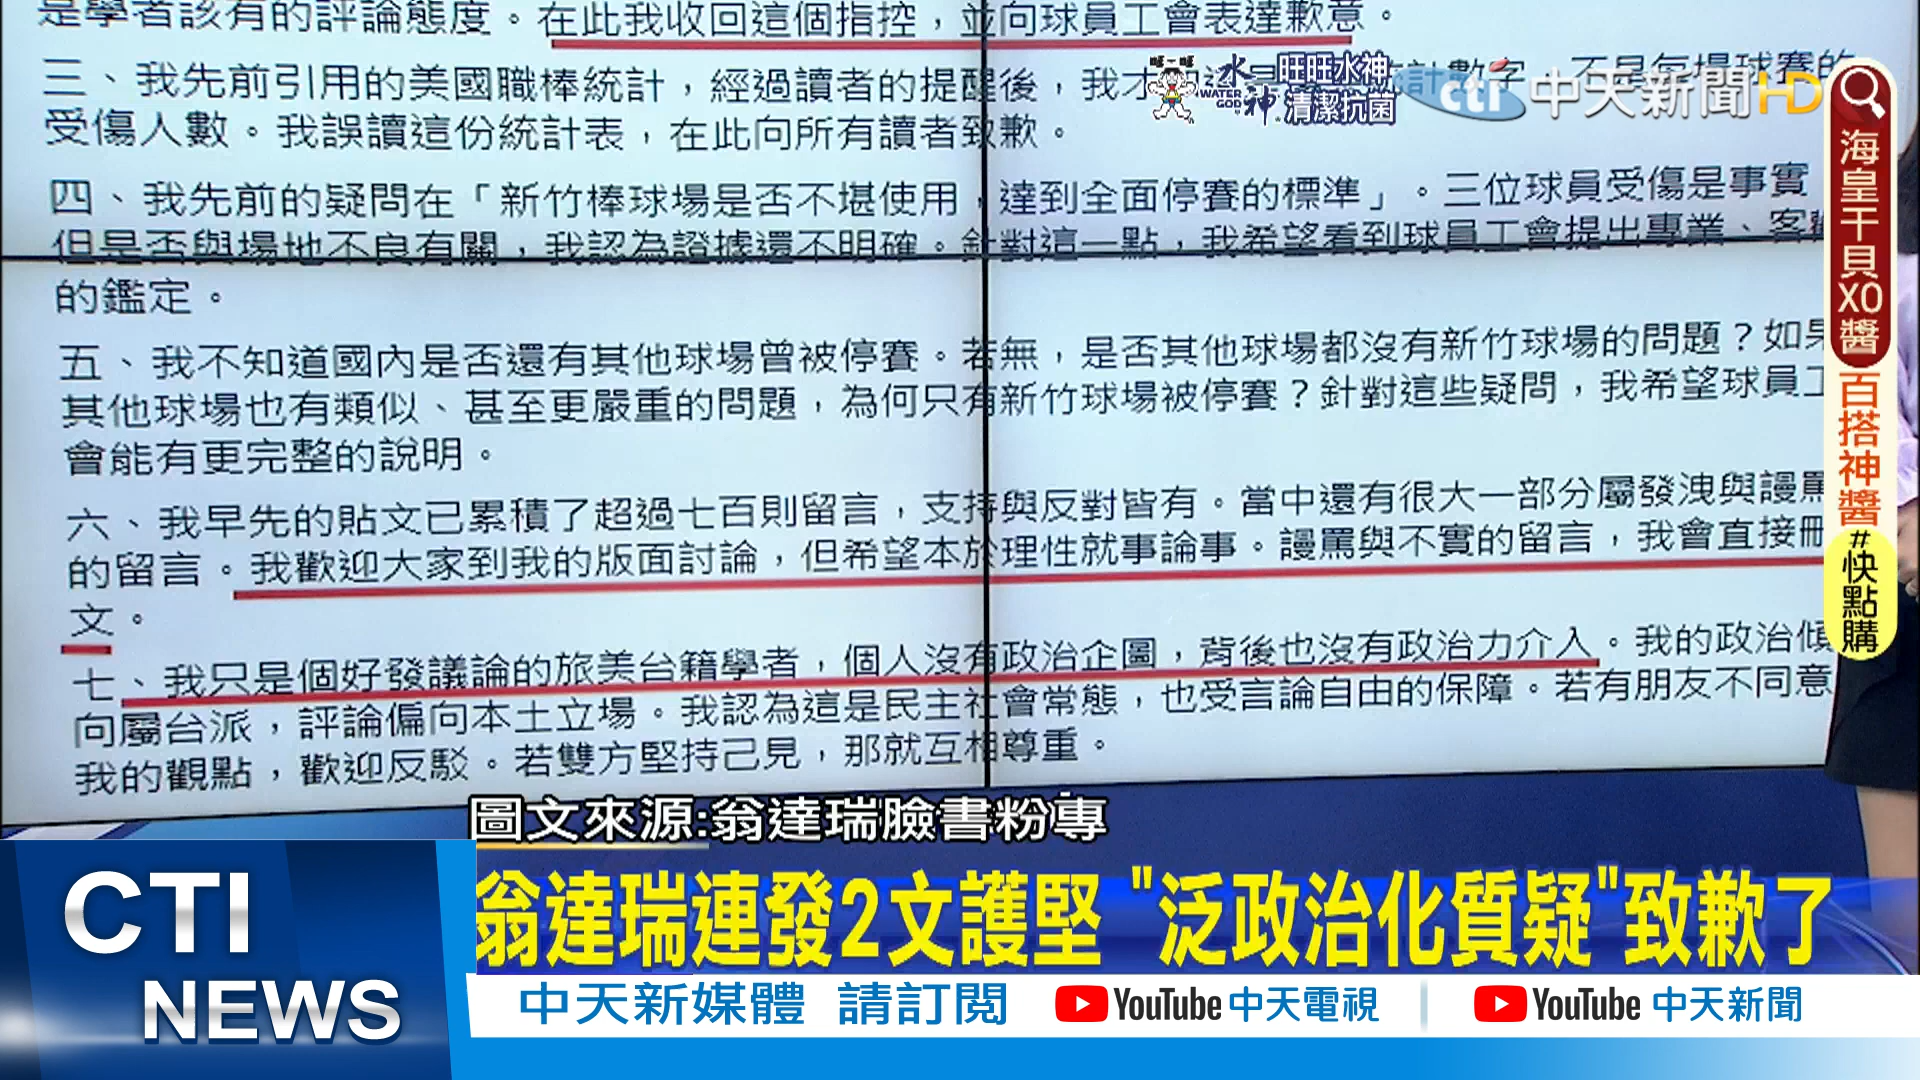 是學者該有的評論態度。在此我收回這個指控，並向球員工會表達歉意。
三、我先前引用的美國職棒統計，經過讀者的提醒後，我才
計數字，不是每場球賽的
受傷人數。我誤讀這份統計表，在此向所有讀者致歉。
四、我先前的疑問在「新竹棒球場是否不堪使用，達到全面停賽的標準」。三位球員受傷是事實
但是否與場地不良有關，我認為證據還不明確。針對這一點，我希望看到球員工會提出專業、客觀
的鑑定。
五、我不知道國內是否還有其他球場曾被停賽。若無，是否其他球場都沒有新竹球場的問題？如果
其他球場也有類似、甚至更嚴重的問題，為何只有新竹球場被停賽？針對這些疑問，我希望球員工
會能有更完整的說明。
六、我早先的貼文已累積了超過七百則留言，支持與反對皆有。當中還有很大一部分屬發洩與謾罵
的留言。我歡迎大家到我的版面討論，但希望本於理性就事論事。謾罵與不實的留言，我會直接刪
文。
七、我只是個好發議論的旅美台籍學者，個人沒有政治企圖，背後也沒有政治力介入。我的政治傾
向屬台派，評論偏向本土立場。我認為這是民主社會常態，也受言論自由的保障。若有朋友不同意
我的觀點，歡迎反駁。若雙方堅持己見，那就互相尊重。
旺旺水神
水神
WATER GOD
清潔抗菌
cti 中天新聞HD
海皇干貝XO醬
百搭神醬
#快點購
圖文來源:翁達瑞臉書粉專
翁達瑞連發2文護堅 "泛政治化質疑"致歉了
CTI
NEWS
中天新媒體 請訂閱 YouTube 中天電視 YouTube 中天新聞